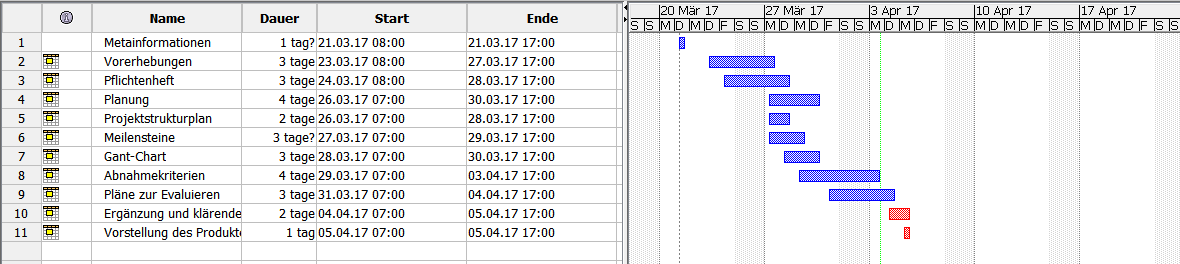 Name Dauer Start Ende
20 Mär 17 27 Mär 17 3 Apr 17 10 Apr 17 17 Apr 17
S S M D M D F S S M D M D F S S M D M D F S S M D M D F S S M D M D F S S
1 Metainformationen 1 tag? 21.03.17 08:00 21.03.17 17:00
2 Vorerhebungen 3 tage 23.03.17 08:00 27.03.17 17:00
3 Pflichtenheft 3 tage 24.03.17 08:00 28.03.17 17:00
4 Planung 4 tage 26.03.17 07:00 30.03.17 17:00
5 Projektstrukturplan 2 tage 26.03.17 07:00 28.03.17 17:00
6 Meilensteine 3 tage? 27.03.17 07:00 29.03.17 17:00
7 Gant-Chart 3 tage 28.03.17 07:00 30.03.17 17:00
8 Abnahmekriterien 4 tage 29.03.17 07:00 03.04.17 17:00
9 Pläne zur Evaluieren 3 tage 31.03.17 07:00 04.04.17 17:00
10 Ergänzung und klärende 2 tage 04.04.17 07:00 05.04.17 17:00
11 Vorstellung des Produkte 1 tag 05.04.17 07:00 05.04.17 17:00